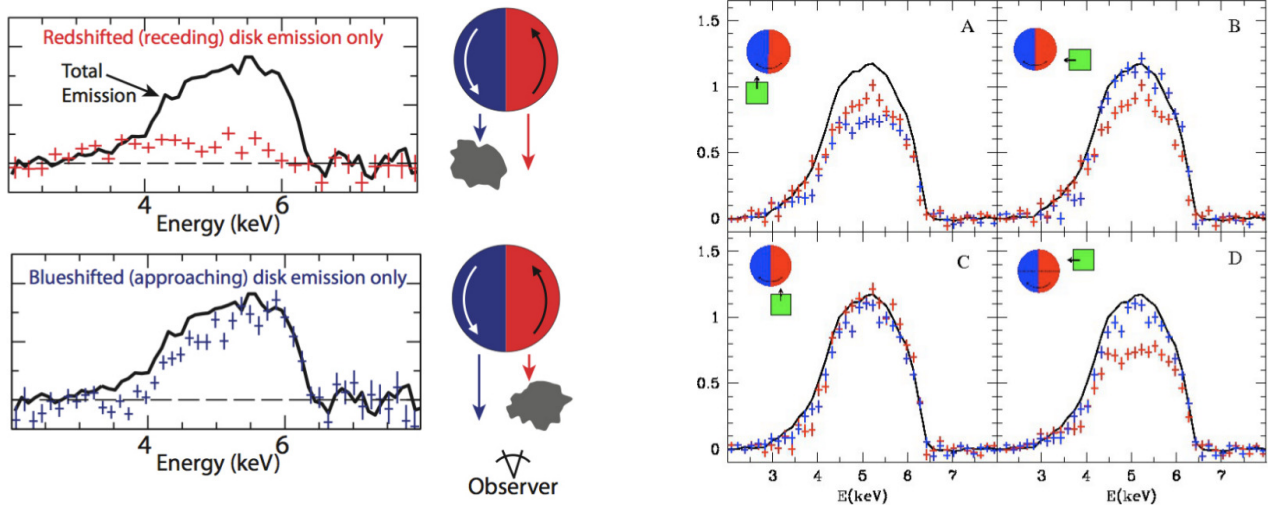 Redshifted (receding) disk emission only
Total
Emission
4
6
Energy (keV)
Blueshifted (approaching) disk emission only
4
6
Energy (keV)
Observer
1.5
1
0.5
0
A
B
1.5
1
0.5
0
C
D
3
4
5
6
7
E(keV)
3
4
5
6
7
E(keV)